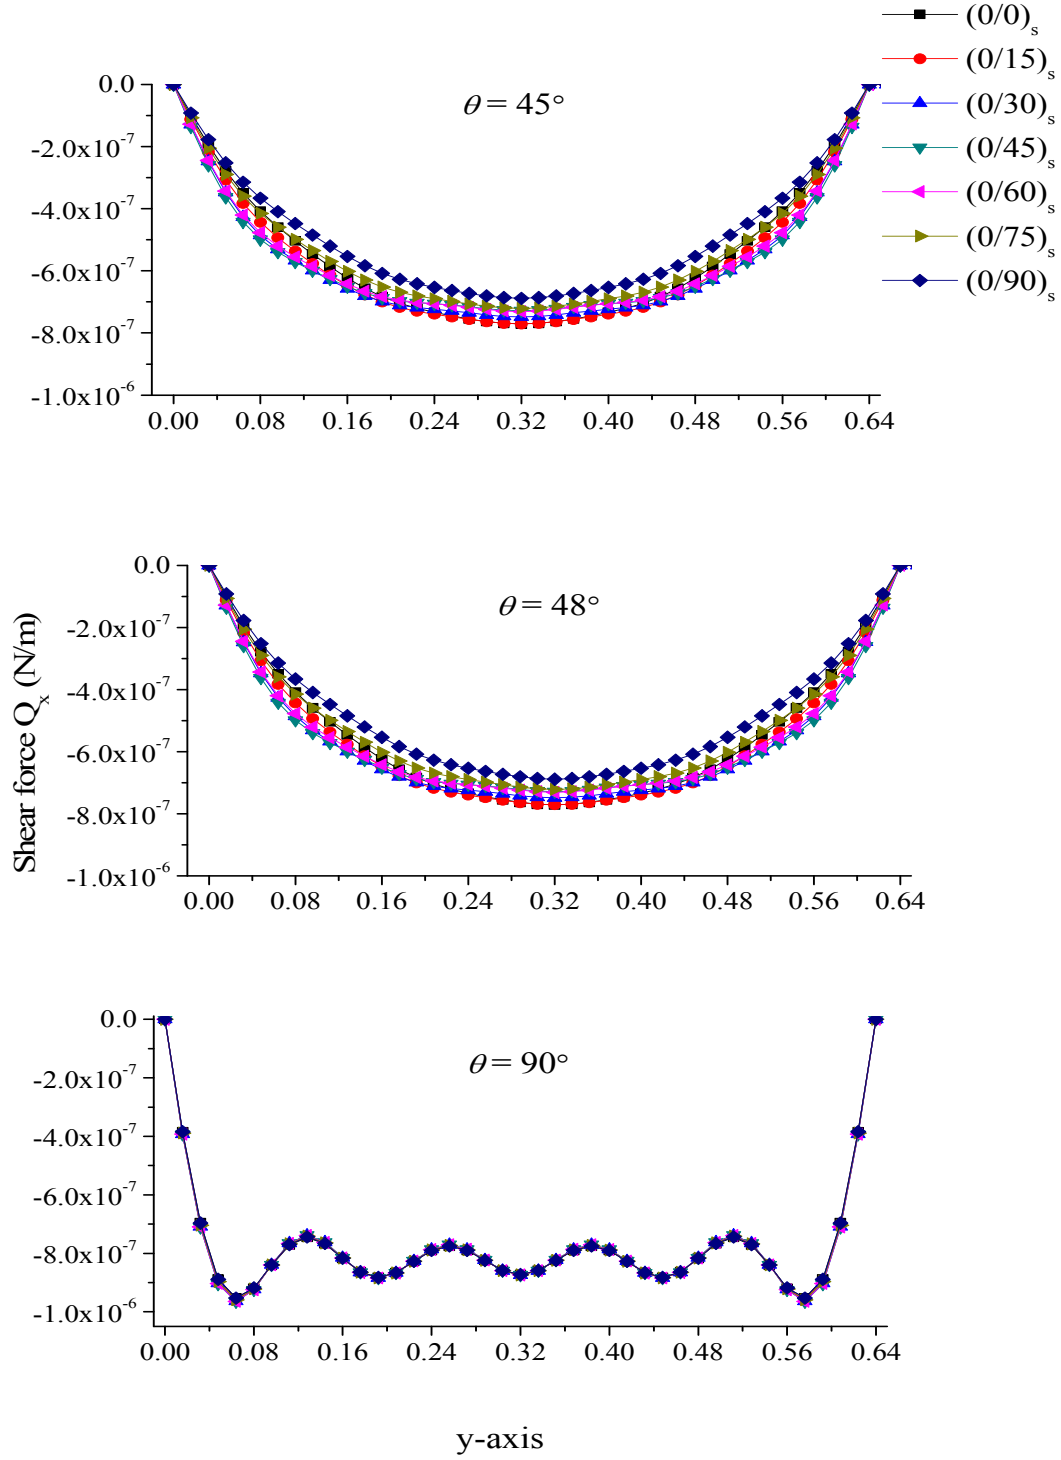 (0/0)s
(0/15)s
(0/30)s
(0/45)s
(0/60)s
(0/75)s
(0/90)s
θ = 45°
0.0
-2.0x10-7
-4.0x10-7
-6.0x10-7
-8.0x10-7
-1.0x10-6
0.00 0.08 0.16 0.24 0.32 0.40 0.48 0.56 0.64
Shear force Qx (N/m)
θ = 48°
0.0
-2.0x10-7
-4.0x10-7
-6.0x10-7
-8.0x10-7
-1.0x10-6
0.00 0.08 0.16 0.24 0.32 0.40 0.48 0.56 0.64
θ = 90°
0.0
-2.0x10-7
-4.0x10-7
-6.0x10-7
-8.0x10-7
-1.0x10-6
0.00 0.08 0.16 0.24 0.32 0.40 0.48 0.56 0.64
y-axis